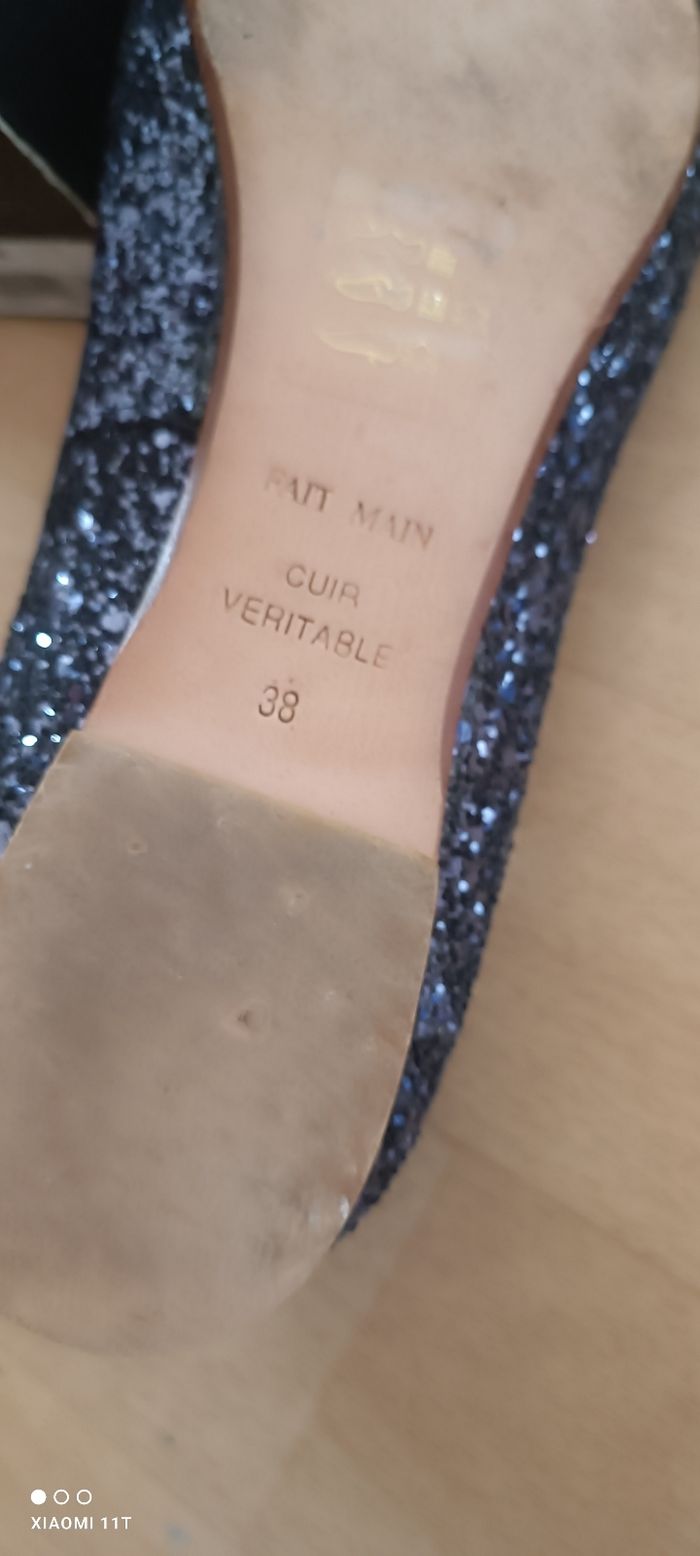 FAIT MAIN
CUIR
VERITABLE
38
XIAOMI 11T